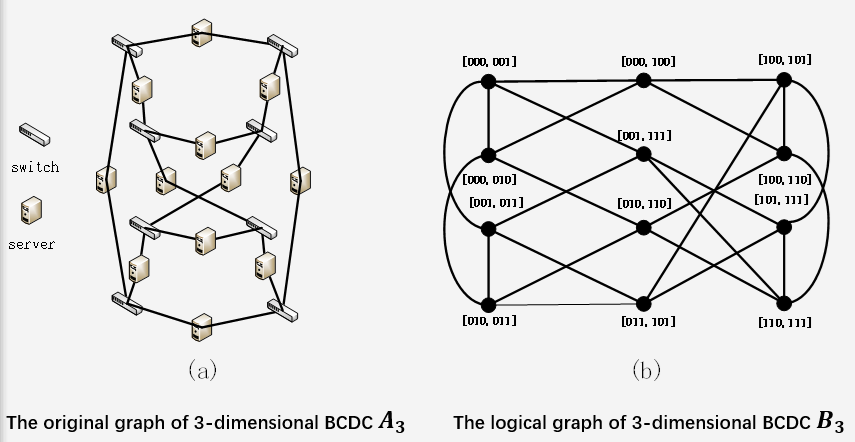 switch
server
[000, 001]
[000, 100]
[100, 101]
[001, 111]
[000, 010]
[100, 110]
[001, 011]
[010, 110]
[101, 111]
[010, 011]
[011, 101]
[110, 111]
(a)
(b)
The original graph of 3-dimensional BCDC A₃
The logical graph of 3-dimensional BCDC B₃